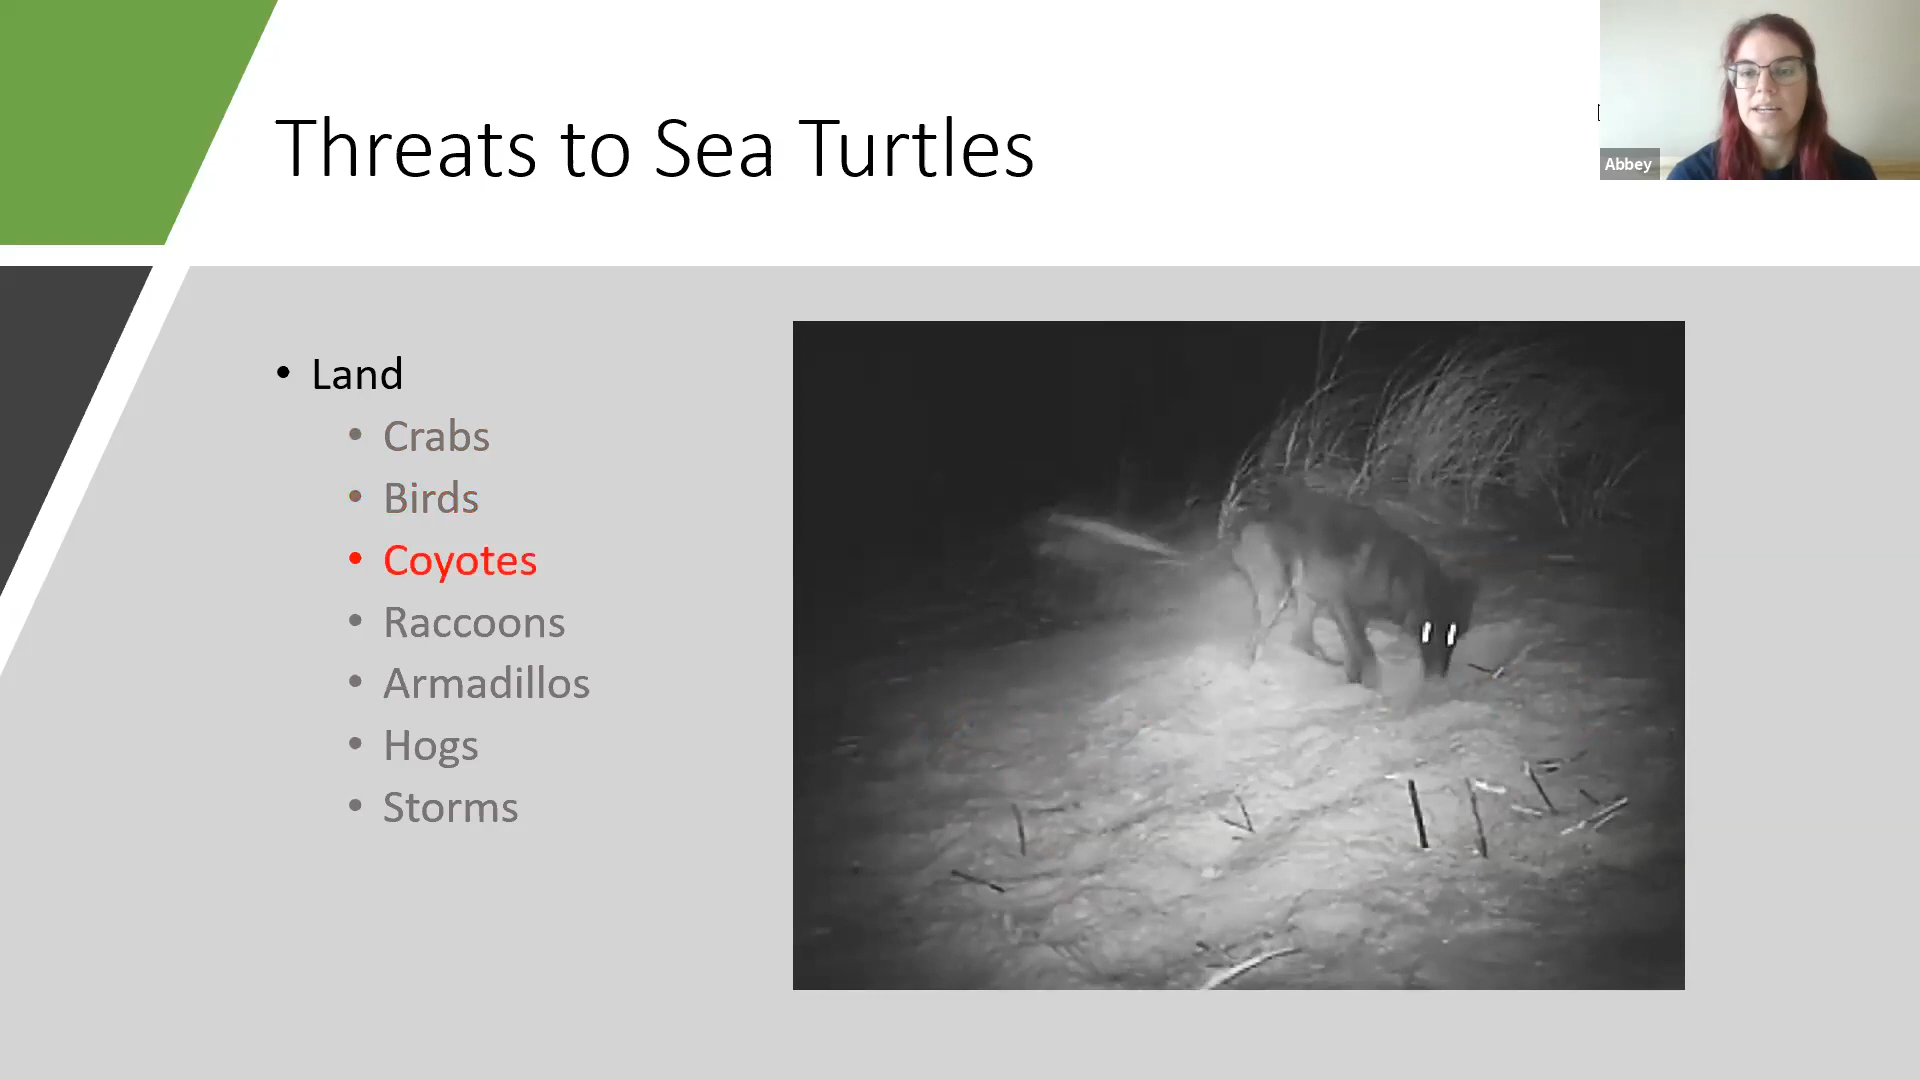 Threats to Sea Turtles
Abbey
• Land
• Crabs
• Birds
• Coyotes
• Raccoons
• Armadillos
• Hogs
• Storms